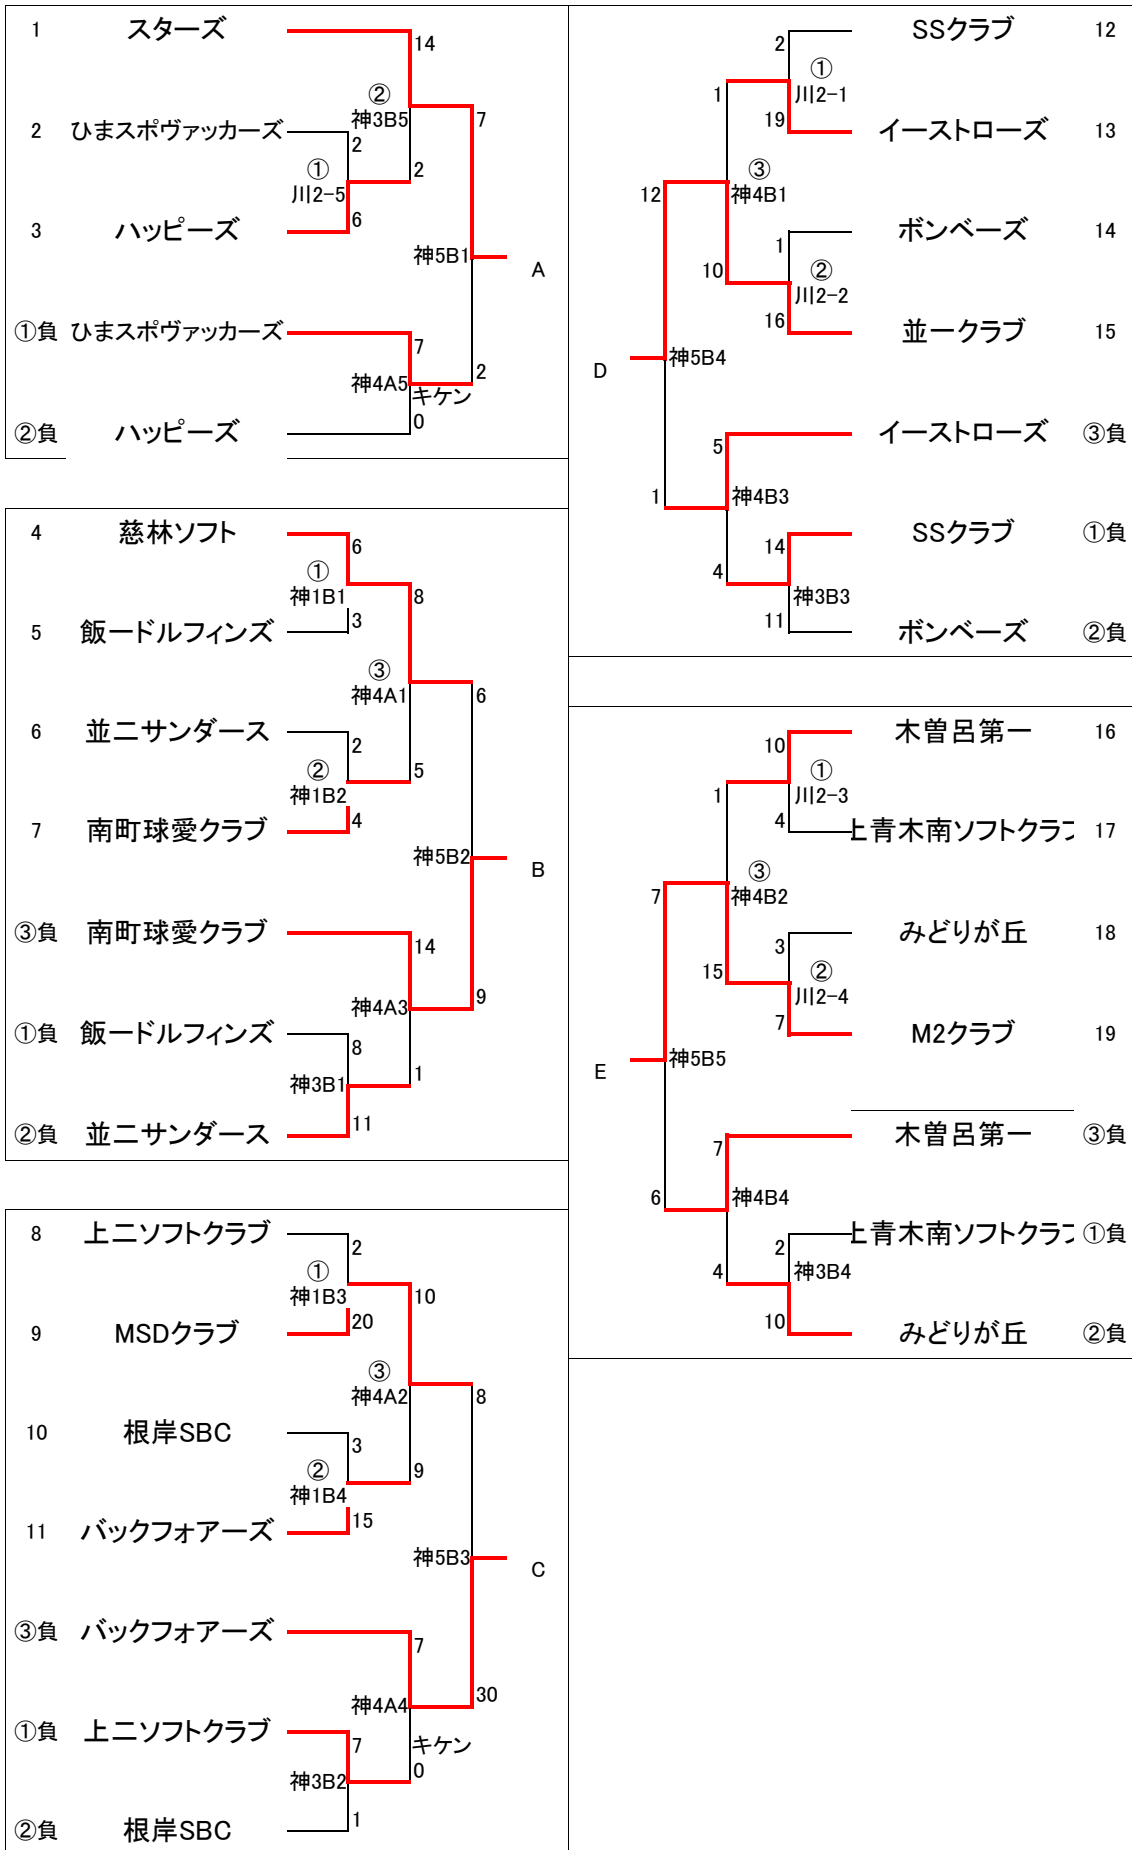 1 スターズ 14
②
神3B5 7
2 ひまスポヴァッカーズ 2
①
川2-5 2
3 ハッピーズ 6
神5B1 A
①負 ひまスポヴァッカーズ 7
神4A5 2
キケン
②負 ハッピーズ 0
4 慈林ソフト 6
①
神1B1 8
5 飯一ドルフィンズ 3
③
神4A1 6
6 並ニサンダース 2
②
神1B2 5
7 南町球愛クラブ 4
神5B2 B
③負 南町球愛クラブ 14
神4A3 9
①負 飯一ドルフィンズ 8
神3B1 1
②負 並ニサンダース 11
8 上ニソフトクラブ 2
①
神1B3 10
9 MSDクラブ 20
③
神4A2 8
10 根岸SBC 3
②
神1B4 9
11 バックフォアーズ 15
神5B3 C
③負 バックフォアーズ 7
神4A4 30
①負 上ニソフトクラブ 7
キケン
神3B2 0
②負 根岸SBC 1
2 SSクラブ 12
①
1 川2-1
19 イーストローズ 13
③
12 神4B1
1 ボンベーズ 14
10 ②
川2-2
16 並一クラブ 15
D 神5B4
5 イーストローズ ③負
1 神4B3
14 SSクラブ ①負
4 神3B3
11 ボンベーズ ②負
10 木曽呂第一 16
①
1 川2-3
4 上青木南ソフトクラブ 17
③
7 神4B2
3 みどりが丘 18
15 ②
川2-4
7 M2クラブ 19
E 神5B5
7 木曽呂第一 ③負
6 神4B4
2 上青木南ソフトクラブ ①負
4 神3B4
10 みどりが丘 ②負